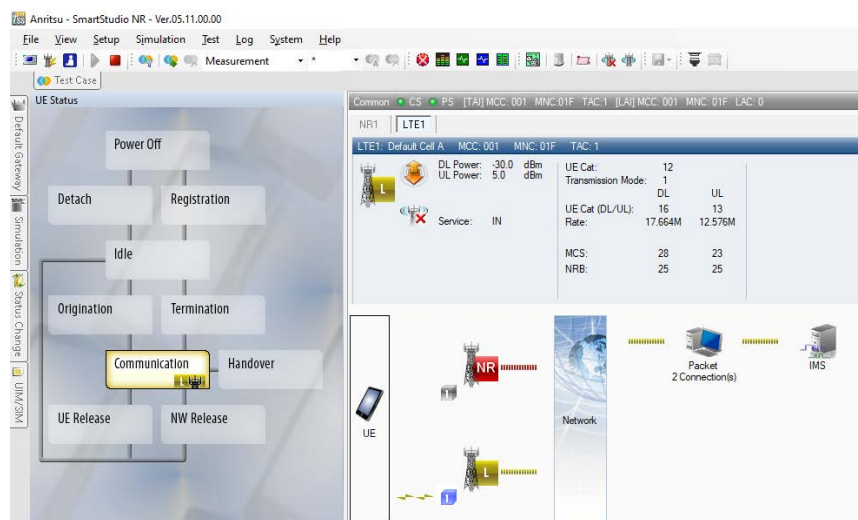 Anritsu - SmartStudio NR - Ver.05.11.00.00
File View Setup Simulation Test Log System Help
Measurement *
Test Case
UE Status
Default Gateway
Simulation
Status Change
UIM/SIM
Power Off
Detach Registration
Idle
Origination Termination
Communication Handover
L
UE Release NW Release
Common CS PS [TAI] MCC: 001 MNC:01F TAC:1 [LAI] MCC: 001 MNC: 01F LAC: 0
NR1 LTE1
LTE1: Default Cell A MCC: 001 MNC: 01F TAC: 1
L
DL Power: -30.0 dBm
UL Power: 5.0 dBm
Service: IN
UE Cat: 12
Transmission Mode: 1
DL UL
UE Cat (DL/UL): 16 13
Rate: 17.664M 12.576M
MCS: 28 23
NRB: 25 25
UE
NR
1
L
1
Network
Packet
2 Connection(s)
IMS